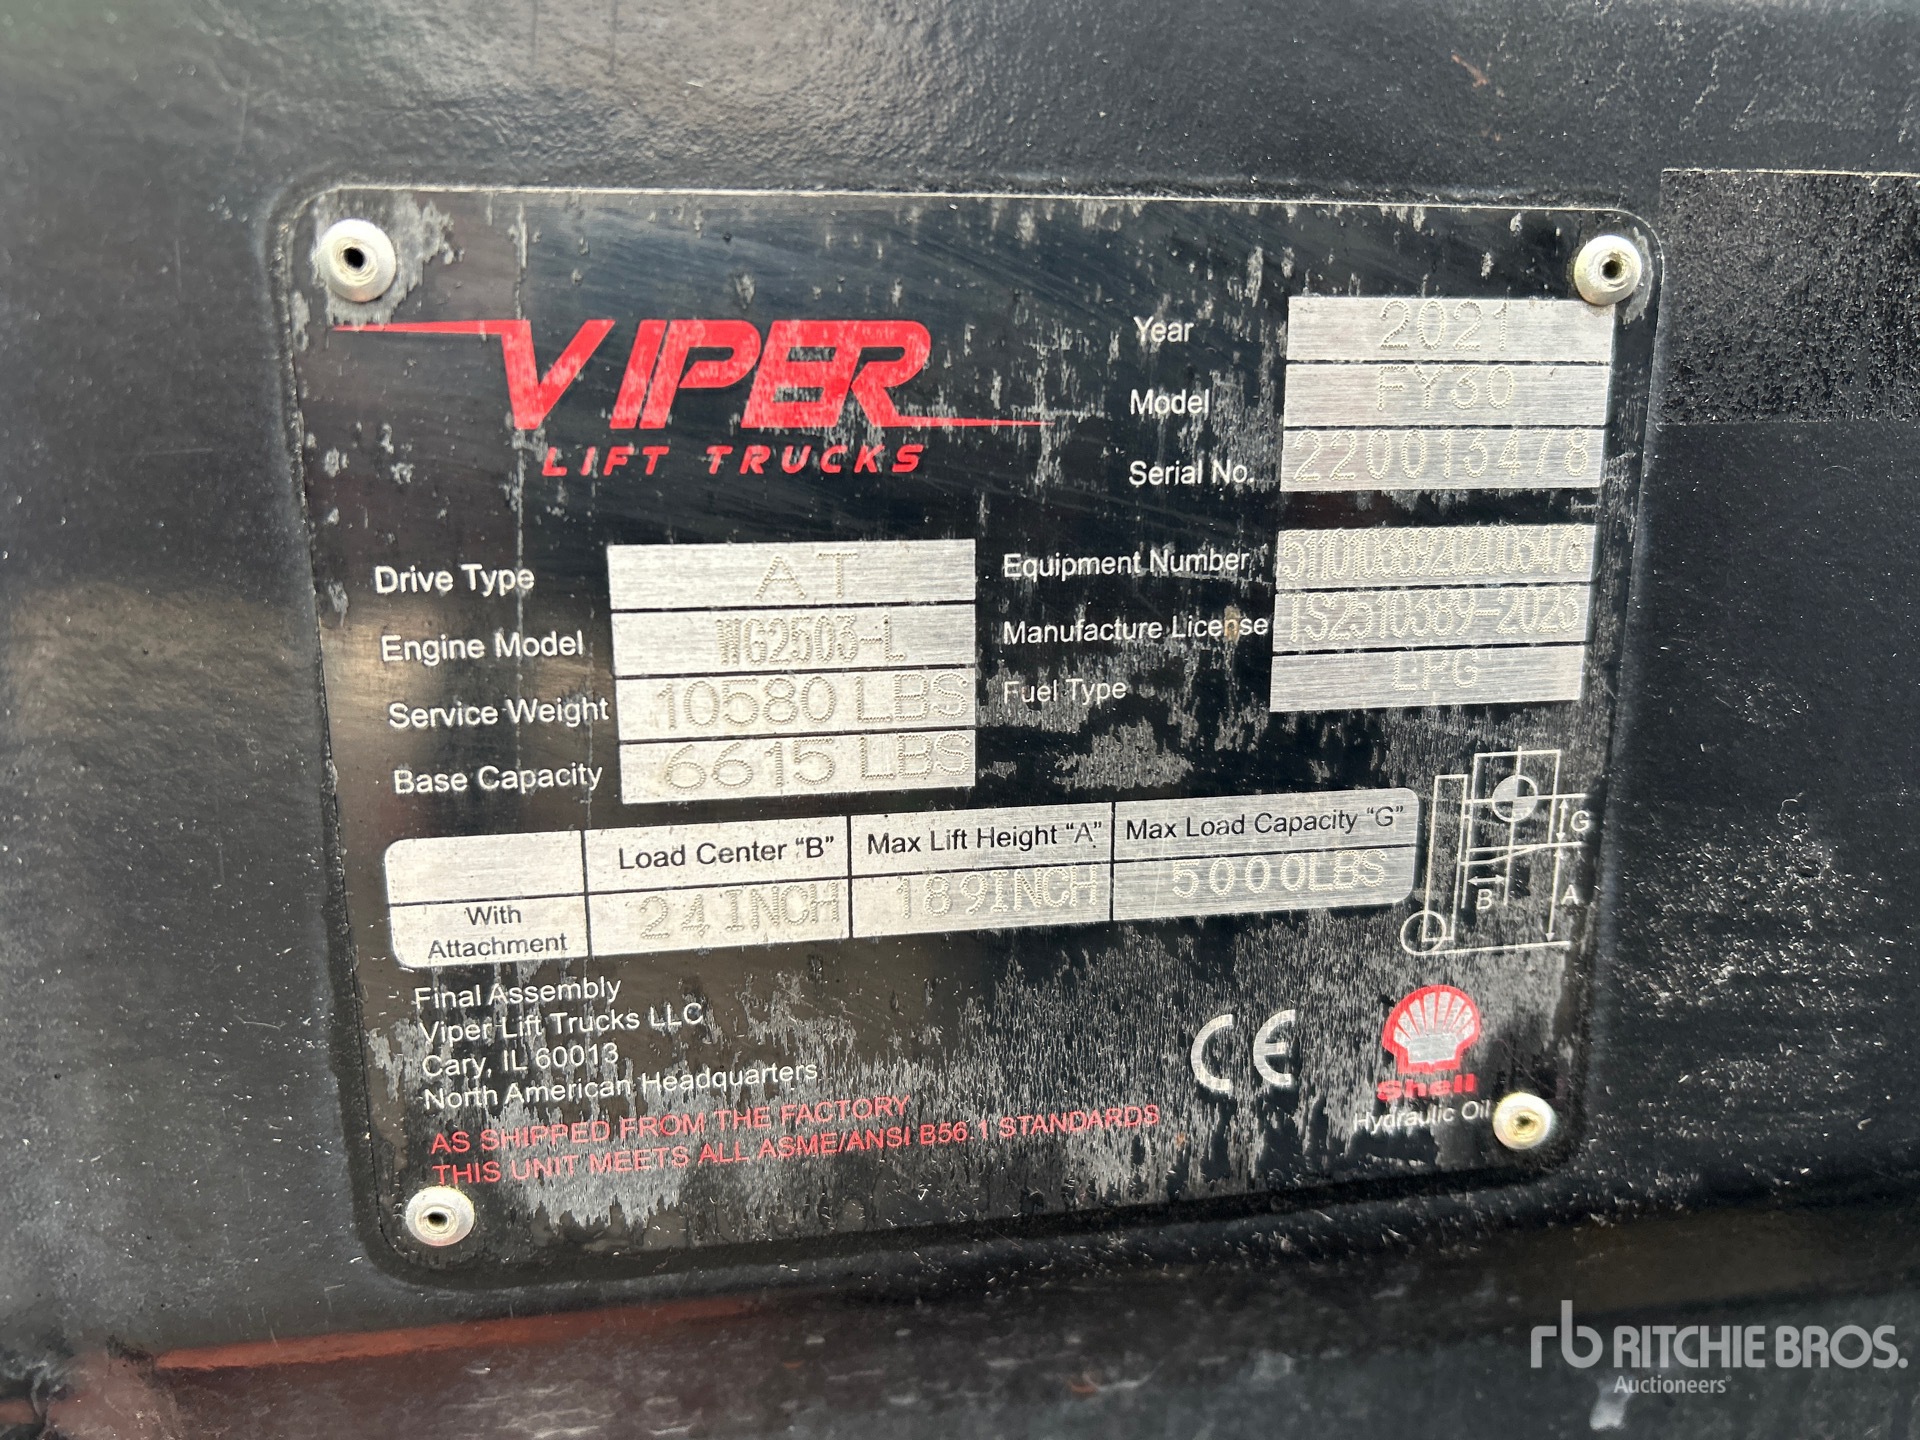 VIPER
LIFT TRUCKS
Year 2021
Model FY30
Serial No. 220013478
Drive Type AT
Engine Model WG2503-L
Service Weight 10580 LBS
Base Capacity 6615 LBS
Equipment Number
Manufacture License TS2510389-2023
Fuel Type LPG
Load Center "B" Max Lift Height "A" Max Load Capacity "G"
With Attachment 24 INCH 189INCH 5000LBS
G
B A
Final Assembly
Viper Lift Trucks LLC
Cary, IL 60013
North American Headquarters
AS SHIPPED FROM THE FACTORY
THIS UNIT MEETS ALL ASME/ANSI B56.1 STANDARDS
CE
Shell
Hydraulic Oil
rb RITCHIE BROS.
Auctioneers